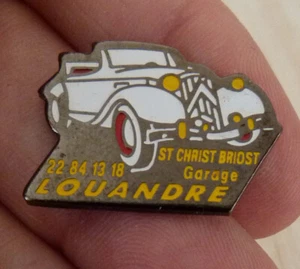 ST CHRIST BRIOST
22 84 13 18 Garage
LOUANDRE